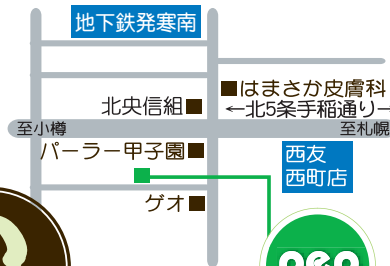 地下鉄発寒南
■はまさか皮膚科
北央信組■
←北5条手稲通り→
至小樽
至札幌
パーラー甲子園■
西友
西町店
ゲオ■